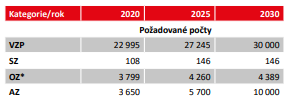 Kategorie/rok 2020 2025 2030
Požadované počty
VZP 22 995 27 245 30 000
SZ 108 146 146
OZ* 3 799 4 260 4 389
AZ 3 650 5 700 10 000